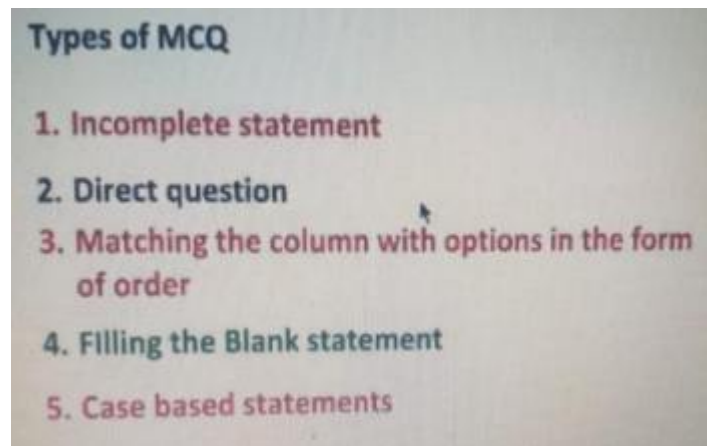 Types of MCQ
1. Incomplete statement
2. Direct question
3. Matching the column with options in the form
of order
4. Filling the Blank statement
5. Case based statements